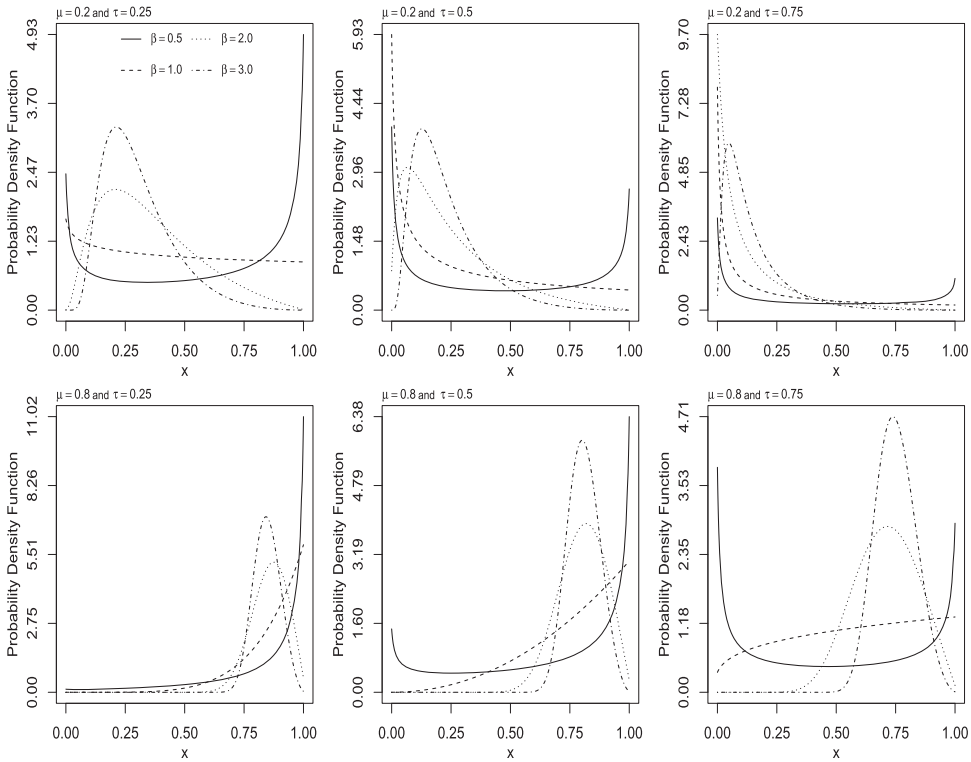 μ = 0.2 and τ = 0.25
Probability Density Function
0.00 1.23 2.47 3.70 4.93
β = 0.5 β = 2.0
β = 1.0 β = 3.0
0.00 0.25 0.50 0.75 1.00
x
μ = 0.2 and τ = 0.5
Probability Density Function
0.00 1.48 2.96 4.44 5.93
0.00 0.25 0.50 0.75 1.00
x
μ = 0.2 and τ = 0.75
Probability Density Function
0.00 2.43 4.85 7.28 9.70
0.00 0.25 0.50 0.75 1.00
x
μ = 0.8 and τ = 0.25
Probability Density Function
0.00 2.75 5.51 8.26 11.02
0.00 0.25 0.50 0.75 1.00
x
μ = 0.8 and τ = 0.5
Probability Density Function
0.00 1.60 3.19 4.79 6.38
0.00 0.25 0.50 0.75 1.00
x
μ = 0.8 and τ = 0.75
Probability Density Function
0.00 1.18 2.35 3.53 4.71
0.00 0.25 0.50 0.75 1.00
x